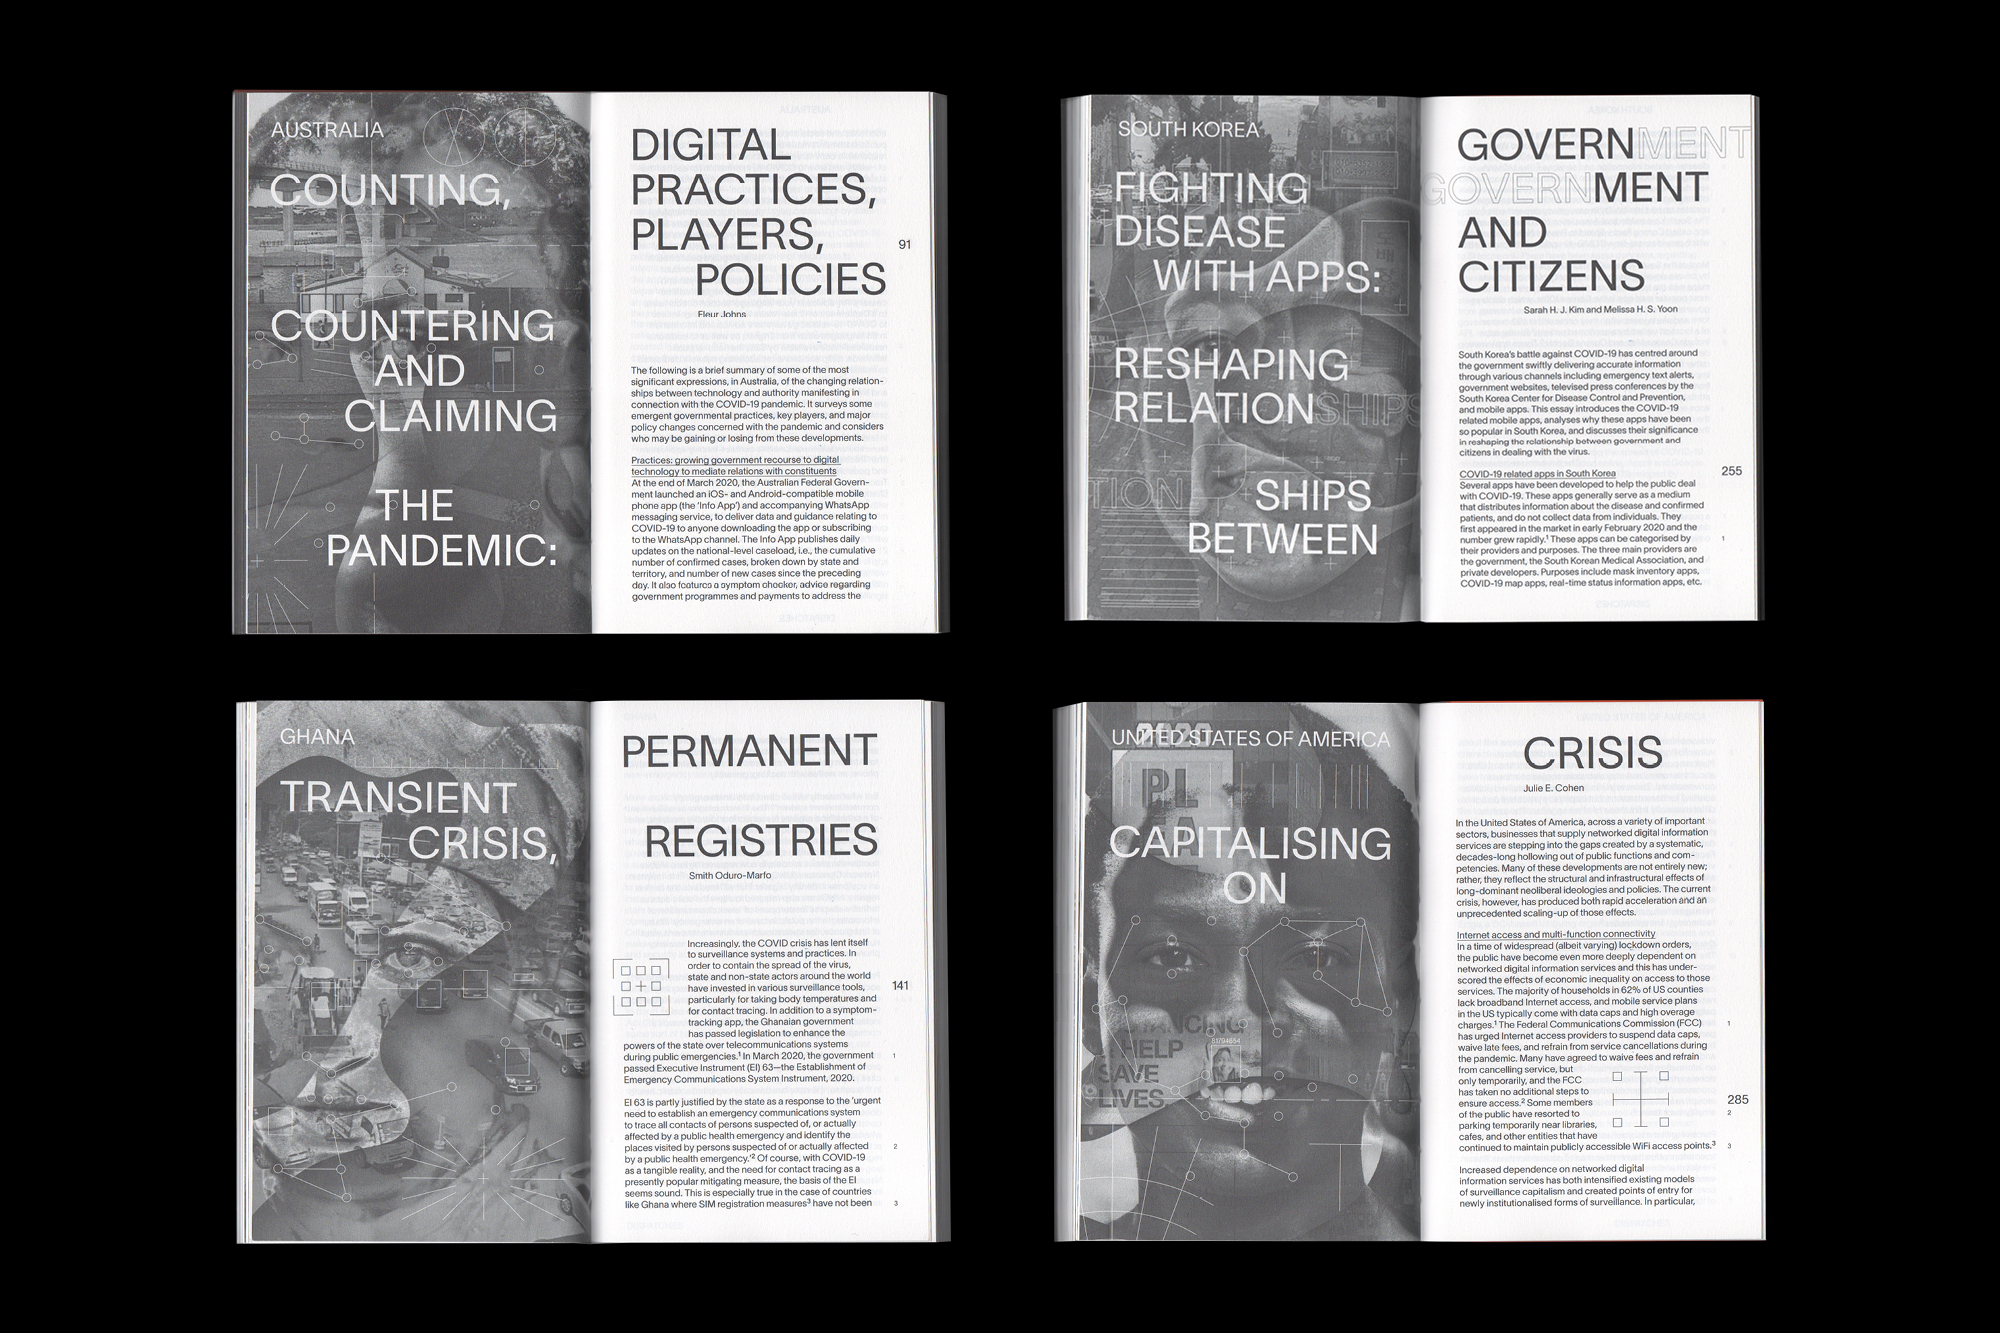 AUSTRALIA
COUNTING,
COUNTERING
AND
CLAIMING
THE
PANDEMIC:
DIGITAL
PRACTICES,
PLAYERS,
POLICIES
91
Fleur Johns
The following is a brief summary of some of the most
significant expressions, in Australia, of the changing relation-
ships between technology and authority manifesting in
connection with the COVID-19 pandemic. It surveys some
emergent governmental practices, key players, and major
policy changes concerned with the pandemic and considers
who may be gaining or losing from these developments.
Practices: growing government recourse to digital
technology to mediate relations with constituents
At the end of March 2020, the Australian Federal Govern-
ment launched an iOS- and Android-compatible mobile
phone app (the 'Info App') and accompanying WhatsApp
messaging service, to deliver data and guidance relating to
COVID-19 to anyone downloading the app or subscribing
to the WhatsApp channel. The Info App publishes daily
updates on the national-level caseload, i.e., the cumulative
number of confirmed cases, broken down by state and
territory, and number of new cases since the preceding
day. It also features a symptom checker, advice regarding
government programmes and payments to address the
SOUTH KOREA
FIGHTING
DISEASE
WITH APPS:
RESHAPING
RELATIONSHIPS
TION
SHIPS
BETWEEN
GOVERNMENT
GOVERNMENT
AND
CITIZENS
Sarah H. J. Kim and Melissa H. S. Yoon
South Korea's battle against COVID-19 has centred around
the government swiftly delivering accurate information
through various channels including emergency text alerts,
government websites, televised press conferences by the
South Korea Center for Disease Control and Prevention,
and mobile apps. This essay introduces the COVID-19
related mobile apps, analyses why these apps have been
so popular in South Korea, and discusses their significance
in reshaping the relationship between government and
citizens in dealing with the virus.
255
COVID-19 related apps in South Korea
Several apps have been developed to help the public deal
with COVID-19. These apps generally serve as a medium
that distributes information about the disease and confirmed
patients, and do not collect data from individuals. They
first appeared in the market in early February 2020 and the
number grew rapidly.¹ These apps can be categorised by 1
their providers and purposes. The three main providers are
the government, the South Korean Medical Association, and
private developers. Purposes include mask inventory apps,
COVID-19 map apps, real-time status information apps, etc.
GHANA
TRANSIENT
CRISIS,
PERMANENT
REGISTRIES
Smith Oduro-Marfo
Increasingly, the COVID crisis has lent itself
to surveillance systems and practices. In
order to contain the spread of the virus,
state and non-state actors around the world
have invested in various surveillance tools,
141
particularly for taking body temperatures and
for contact tracing. In addition to a symptom-
tracking app, the Ghanaian government
has passed legislation to enhance the
powers of the state over telecommunications systems
during public emergencies.¹ In March 2020, the government 1
passed Executive Instrument (EI) 63—the Establishment of
Emergency Communications System Instrument, 2020.
EI 63 is partly justified by the state as a response to the 'urgent
need to establish an emergency communications system
to trace all contacts of persons suspected of, or actually
affected by a public health emergency and identify the
places visited by persons suspected of or actually affected 2
by a public health emergency.'² Of course, with COVID-19
as a tangible reality, and the need for contact tracing as a
presently popular mitigating measure, the basis of the EI
seems sound. This is especially true in the case of countries
like Ghana where SIM registration measures³ have not been 3
UNITED STATES OF AMERICA
2020
PL
CAPITALISING
ON
HELP
81794654
SAVE
LIVES
CRISIS
Julie E. Cohen
In the United States of America, across a variety of important
sectors, businesses that supply networked digital information
services are stepping into the gaps created by a systematic,
decades-long hollowing out of public functions and com-
petencies. Many of these developments are not entirely new;
rather, they reflect the structural and infrastructural effects of
long-dominant neoliberal ideologies and policies. The current
crisis, however, has produced both rapid acceleration and an
unprecedented scaling-up of those effects.
Internet access and multi-function connectivity
In a time of widespread (albeit varying) lockdown orders,
the public have become even more deeply dependent on
networked digital information services and this has under-
scored the effects of economic inequality on access to those
services. The majority of households in 62% of US counties
lack broadband Internet access, and mobile service plans
in the US typically come with data caps and high overage
charges.¹ The Federal Communications Commission (FCC) 1
has urged Internet access providers to suspend data caps,
waive late fees, and refrain from service cancellations during
the pandemic. Many have agreed to waive fees and refrain
from cancelling service, but
only temporarily, and the FCC
has taken no additional steps to
285
ensure access.² Some members
of the public have resorted to 2
parking temporarily near libraries,
cafes, and other entities that have
continued to maintain publicly accessible WiFi access points.³ 3
Increased dependence on networked digital
information services has both intensified existing models
of surveillance capitalism and created points of entry for
newly institutionalised forms of surveillance. In particular,